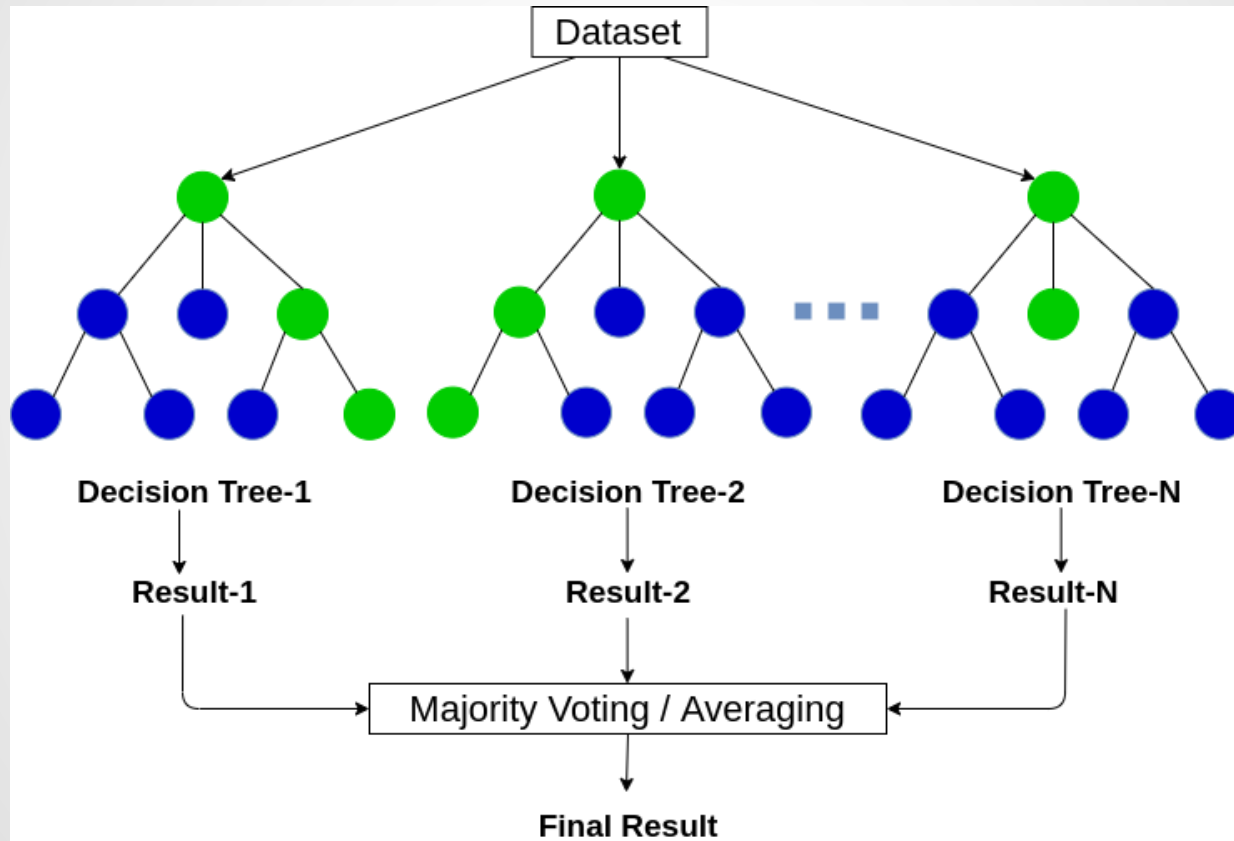 Dataset
Decision Tree-1
Decision Tree-2
Decision Tree-N
Result-1
Result-2
Result-N
Majority Voting / Averaging
Final Result